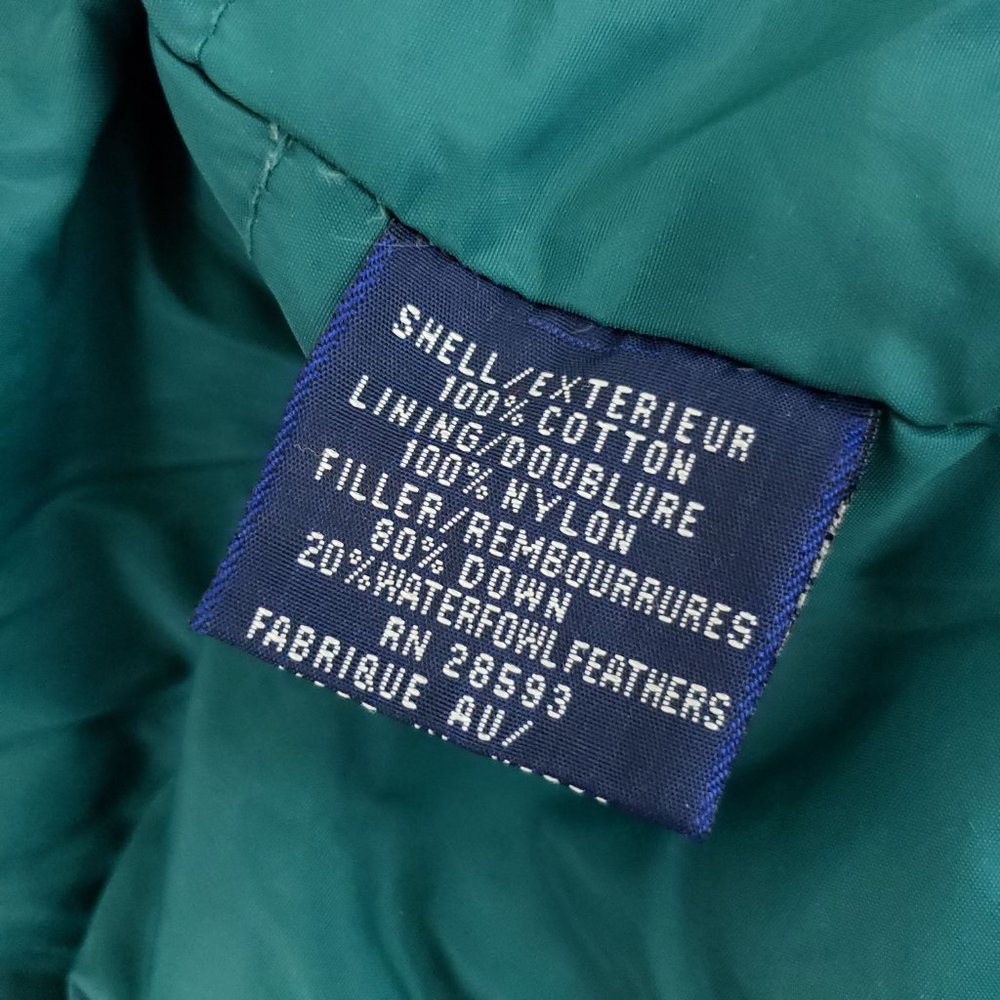 SHELL/EXTERIEUR
100% COTTON
LINING/DOUBLURE
100% NYLON
FILLER/REMBOURRURES
80% DOWN
20%WATERFOWL FEATHERS
RN 28593
FABRIQUE AU/